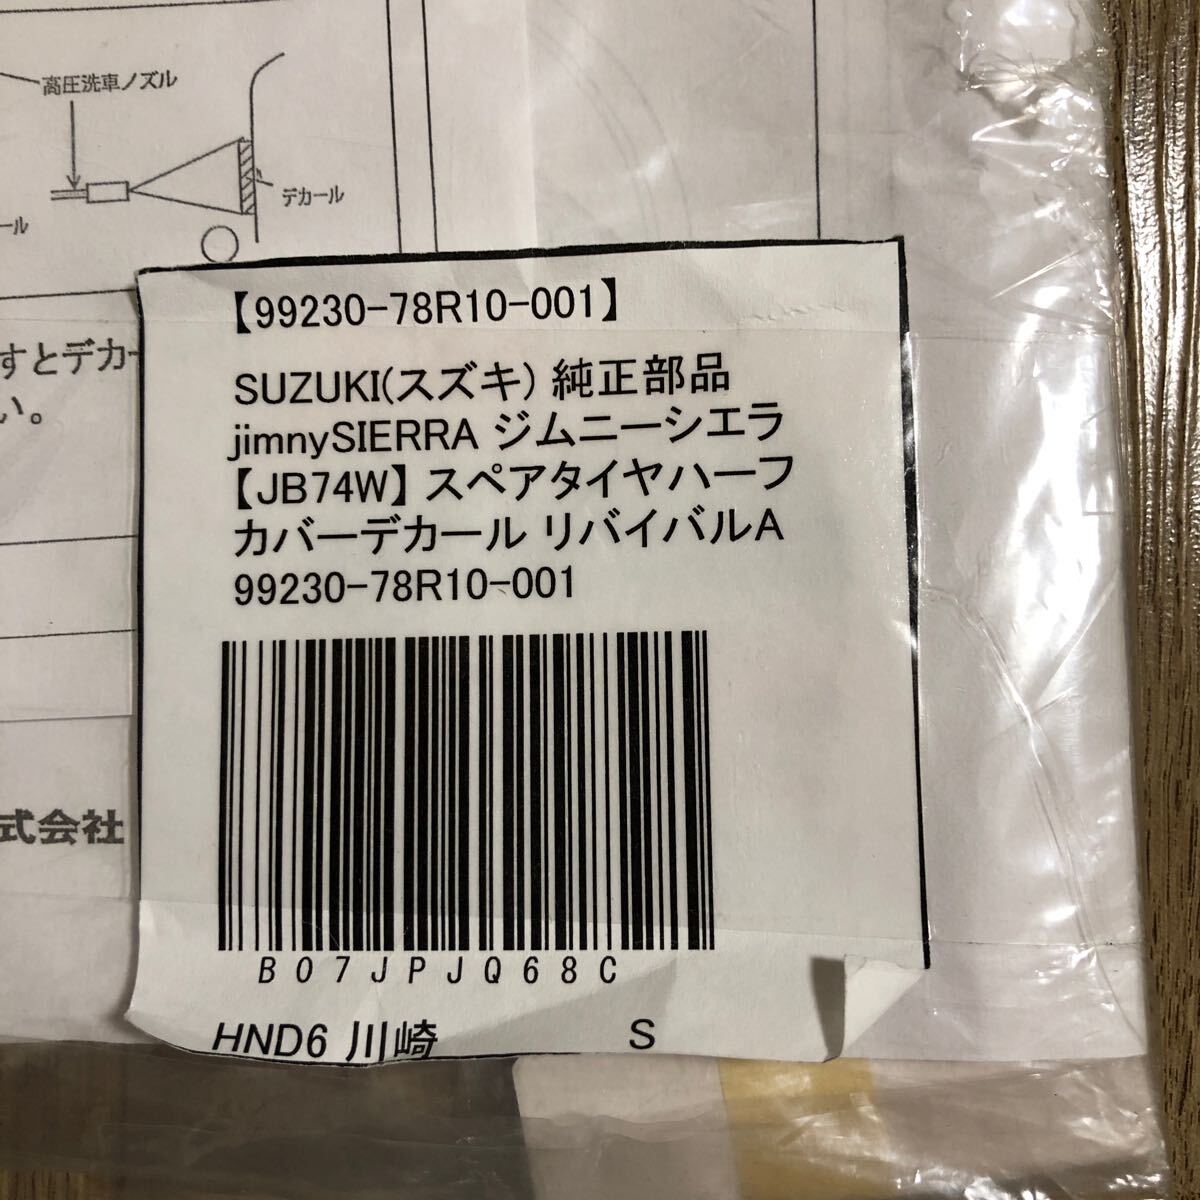 高圧洗車ノズル
デカール
ール
すとデカー
い。
式会社
【99230-78R10-001】
SUZUKI(スズキ) 純正部品
jimnySIERRA ジムニーシエラ
【JB74W】 スペアタイヤハーフ
カバーデカール リバイバルA
99230-78R10-001
B07JPJQ68C
HND6 川崎 S